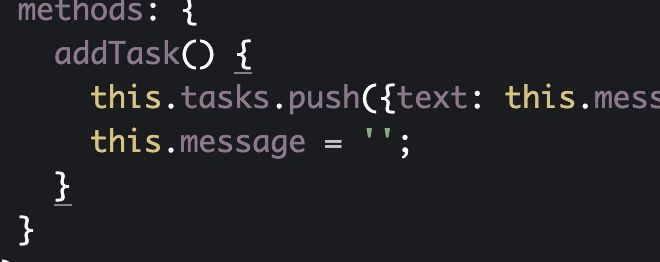 methods: {
addTask() {
this.tasks.push({text: this.mess
this.message = '';
}
}